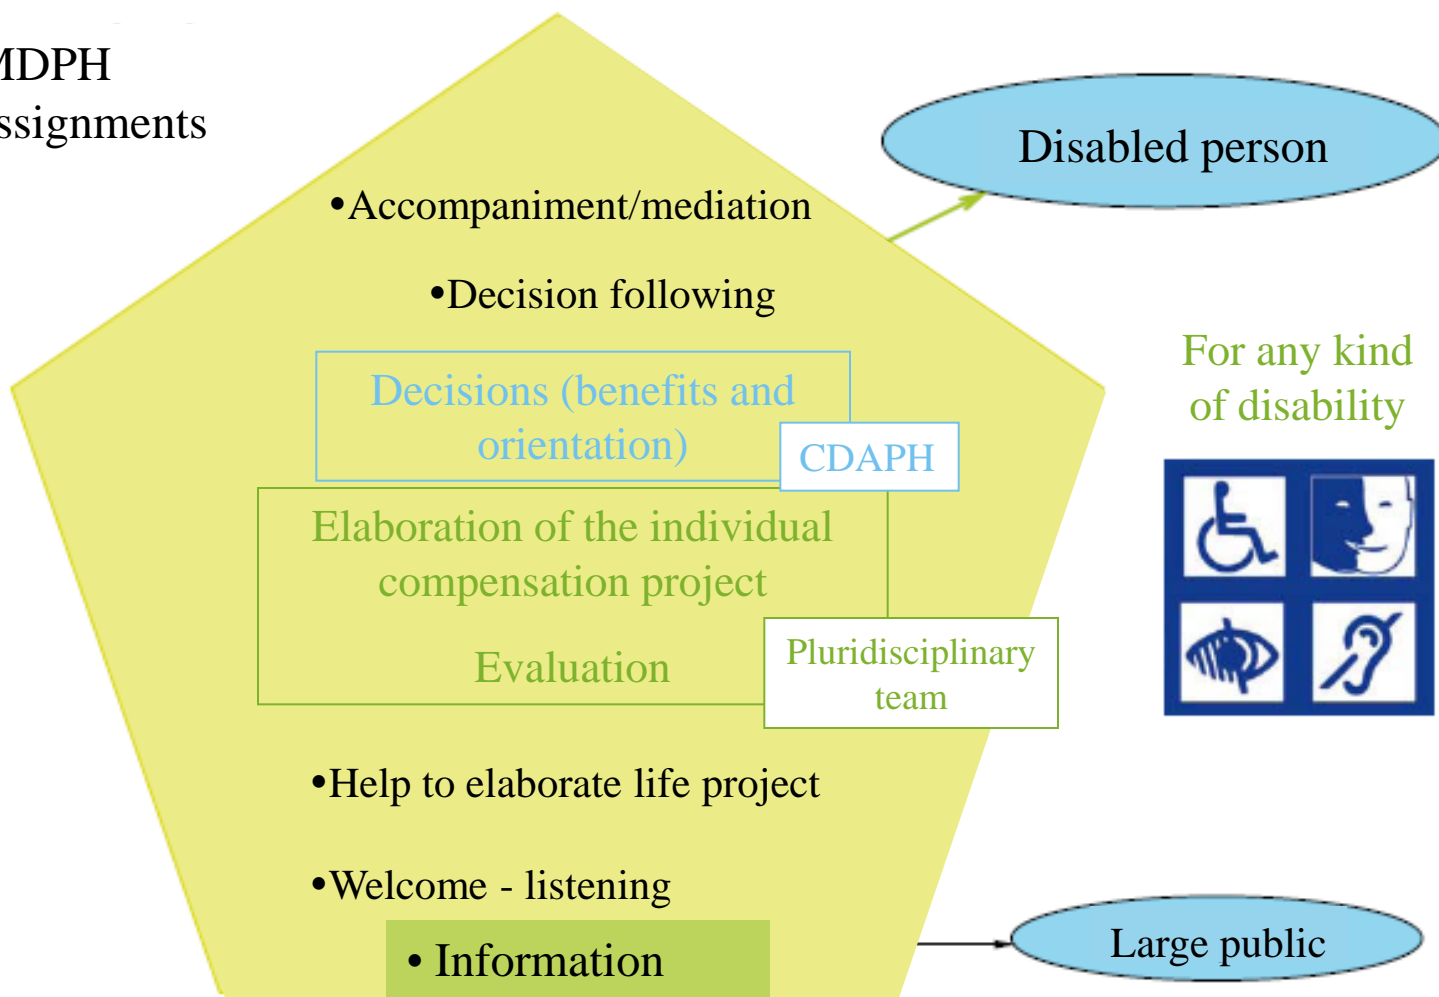 MDPH
ssignments
Disabled person
•Accompaniment/mediation
•Decision following
For any kind
of disability
Decisions (benefits and
orientation)
CDAPH
Elaboration of the individual
compensation project
Evaluation
Pluridisciplinary
team
•Help to elaborate life project
•Welcome - listening
• Information
Large public